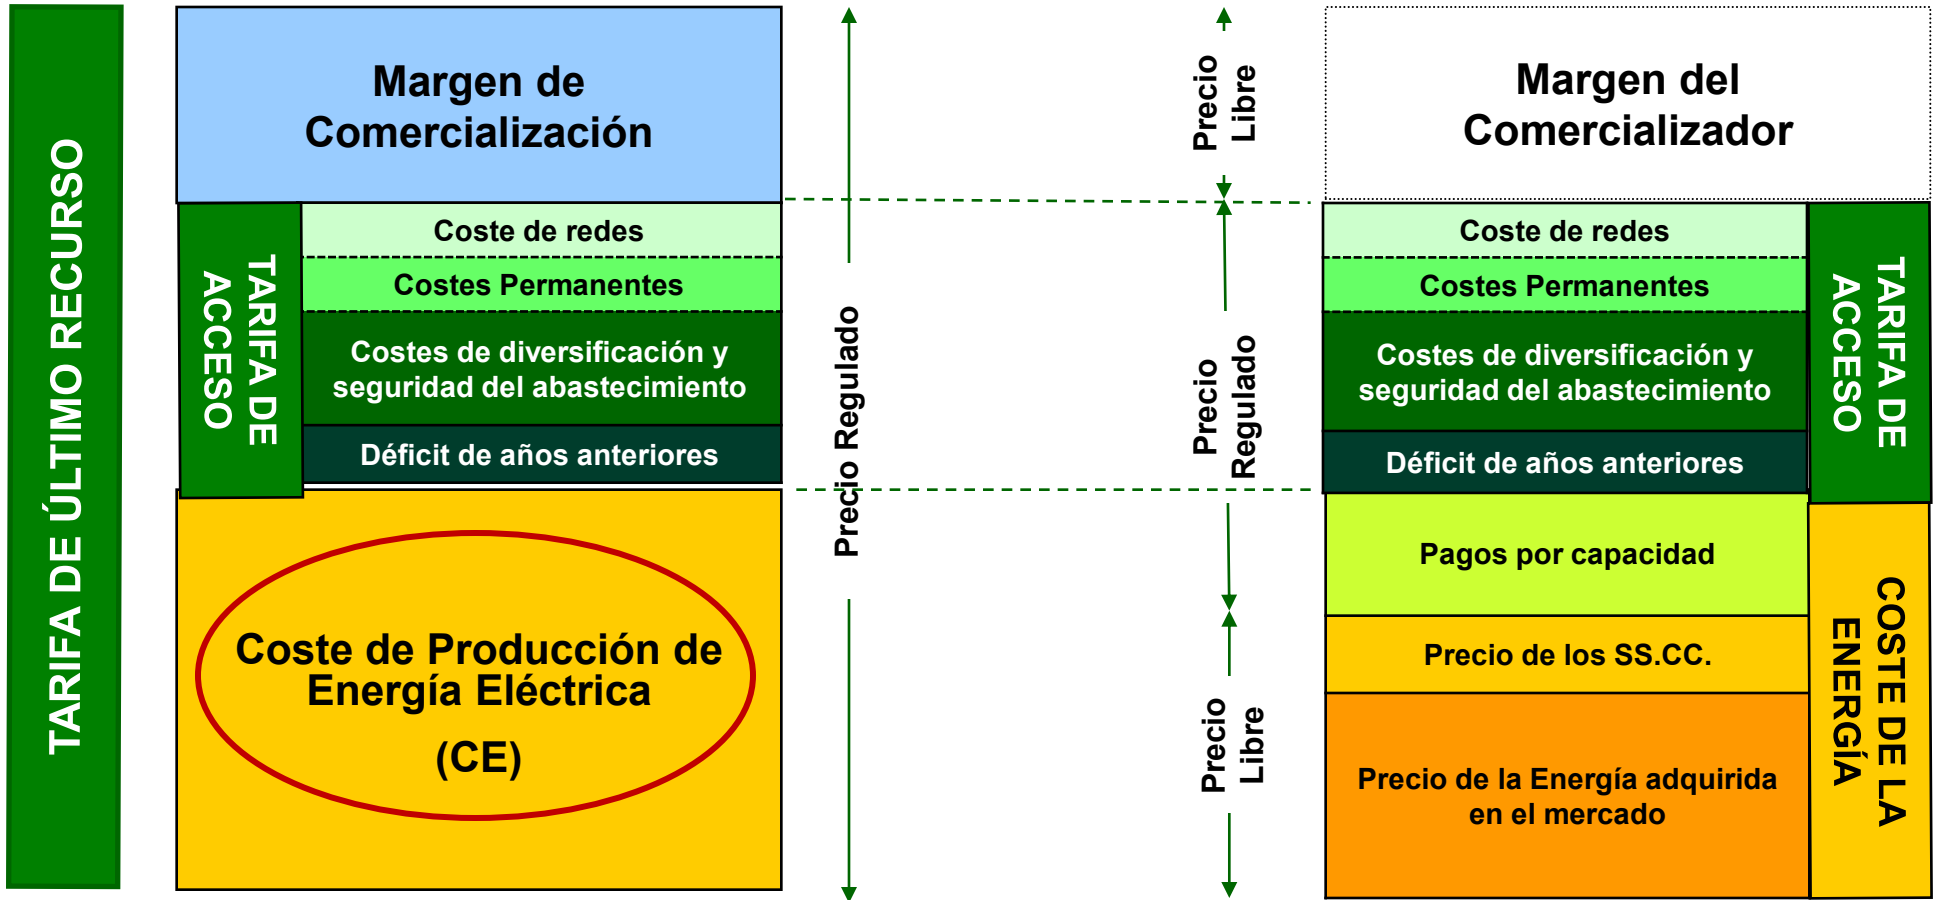 TARIFA DE ÚLTIMO RECURSO
Margen de
Comercialización
TARIFA DE
ACCESO
Coste de redes
Costes Permanentes
Costes de diversificación y
seguridad del abastecimiento
Déficit de años anteriores
Coste de Producción de
Energía Eléctrica
(CE)
Precio Regulado
Precio
Libre
Precio
Regulado
Precio
Libre
Margen del
Comercializador
Coste de redes
Costes Permanentes
Costes de diversificación y
seguridad del abastecimiento
Déficit de años anteriores
TARIFA DE
ACCESO
Pagos por capacidad
Precio de los SS.CC.
Precio de la Energía adquirida
en el mercado
COSTE DE LA
ENERGÍA